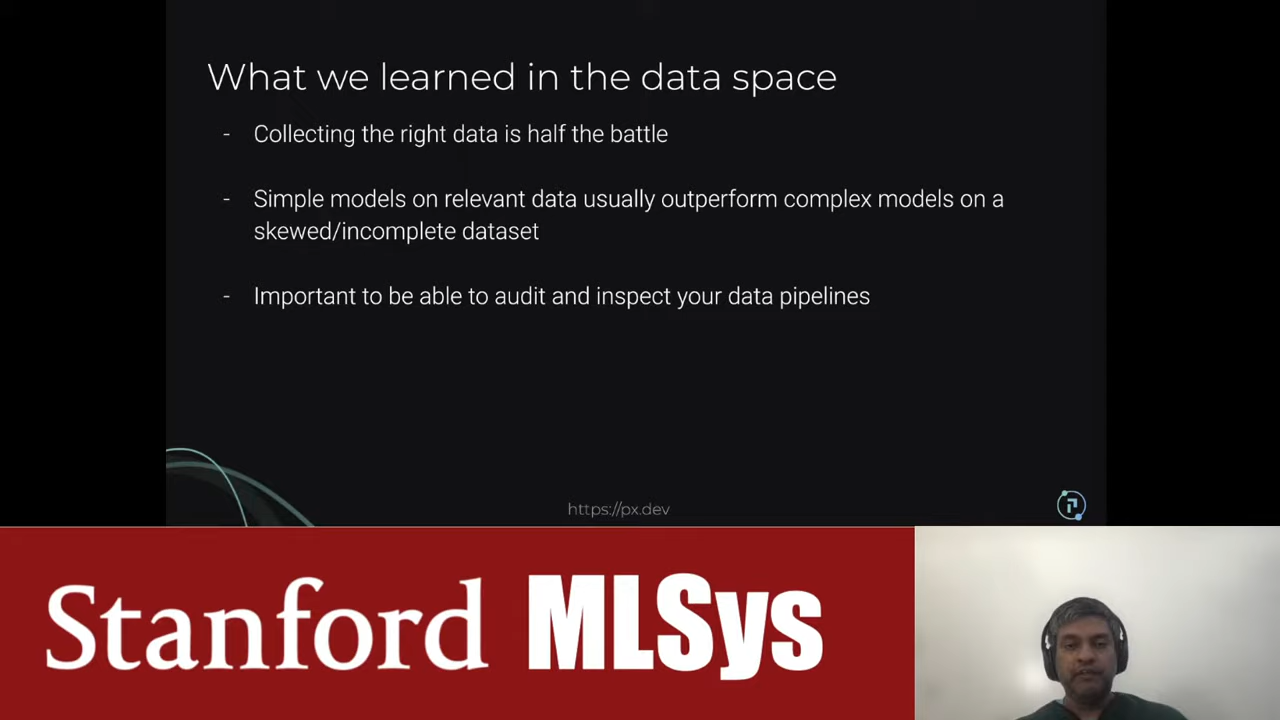 What we learned in the data space
- Collecting the right data is half the battle
- Simple models on relevant data usually outperform complex models on a
skewed/incomplete dataset
- Important to be able to audit and inspect your data pipelines
https://px.dev
Stanford MLSys